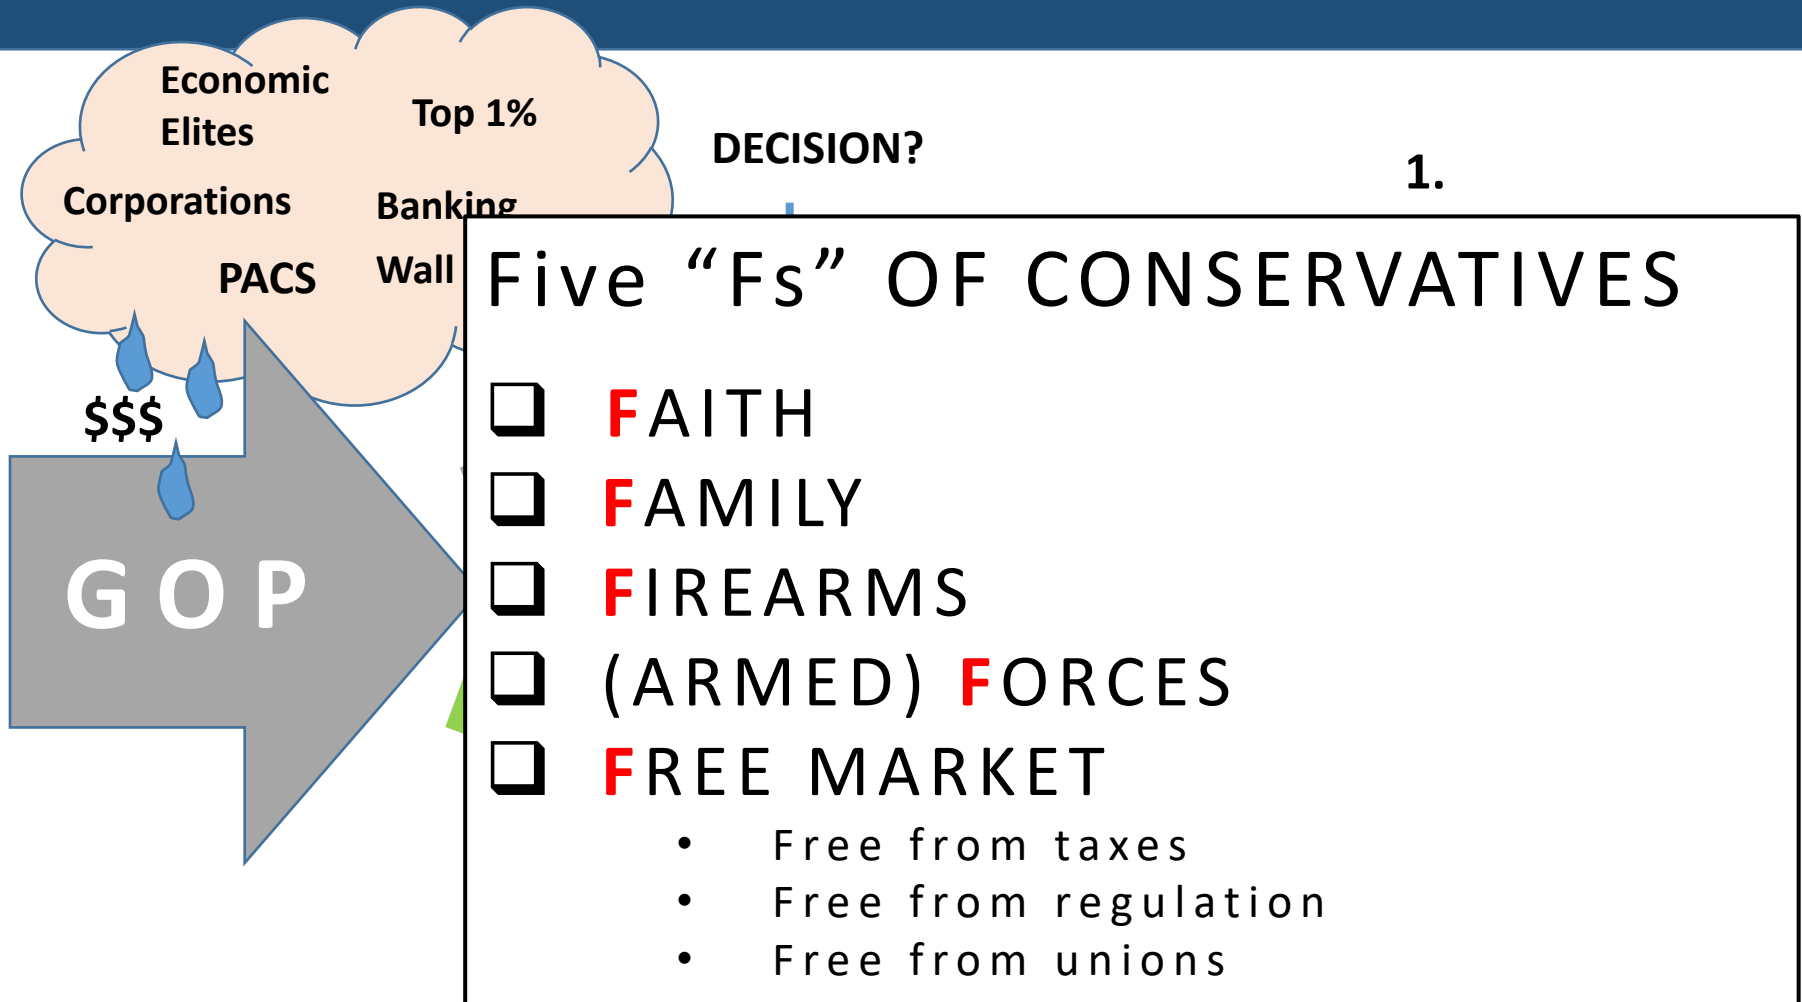 Economic
Elites
Top 1%
Corporations
Banking
PACS
Wall
$$$
G O P
DECISION?
1.
Five “Fs” OF CONSERVATIVES
FAITH
FAMILY
FIREARMS
(ARMED) FORCES
FREE MARKET
• Free from taxes
• Free from regulation
• Free from unions